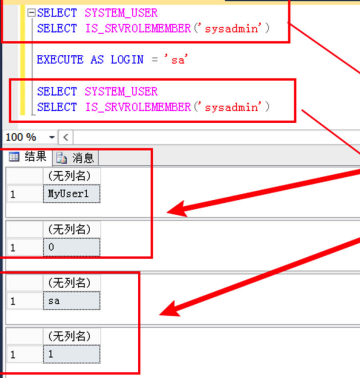 SELECT SYSTEM_USER
SELECT IS_SRVROLEMEMBER('sysadmin')
EXECUTE AS LOGIN = 'sa'
SELECT SYSTEM_USER
SELECT IS_SRVROLEMEMBER('sysadmin')
100 %
结果 消息
(无列名)
1 MyUser1
(无列名)
1 0
(无列名)
1 sa
(无列名)
1 1